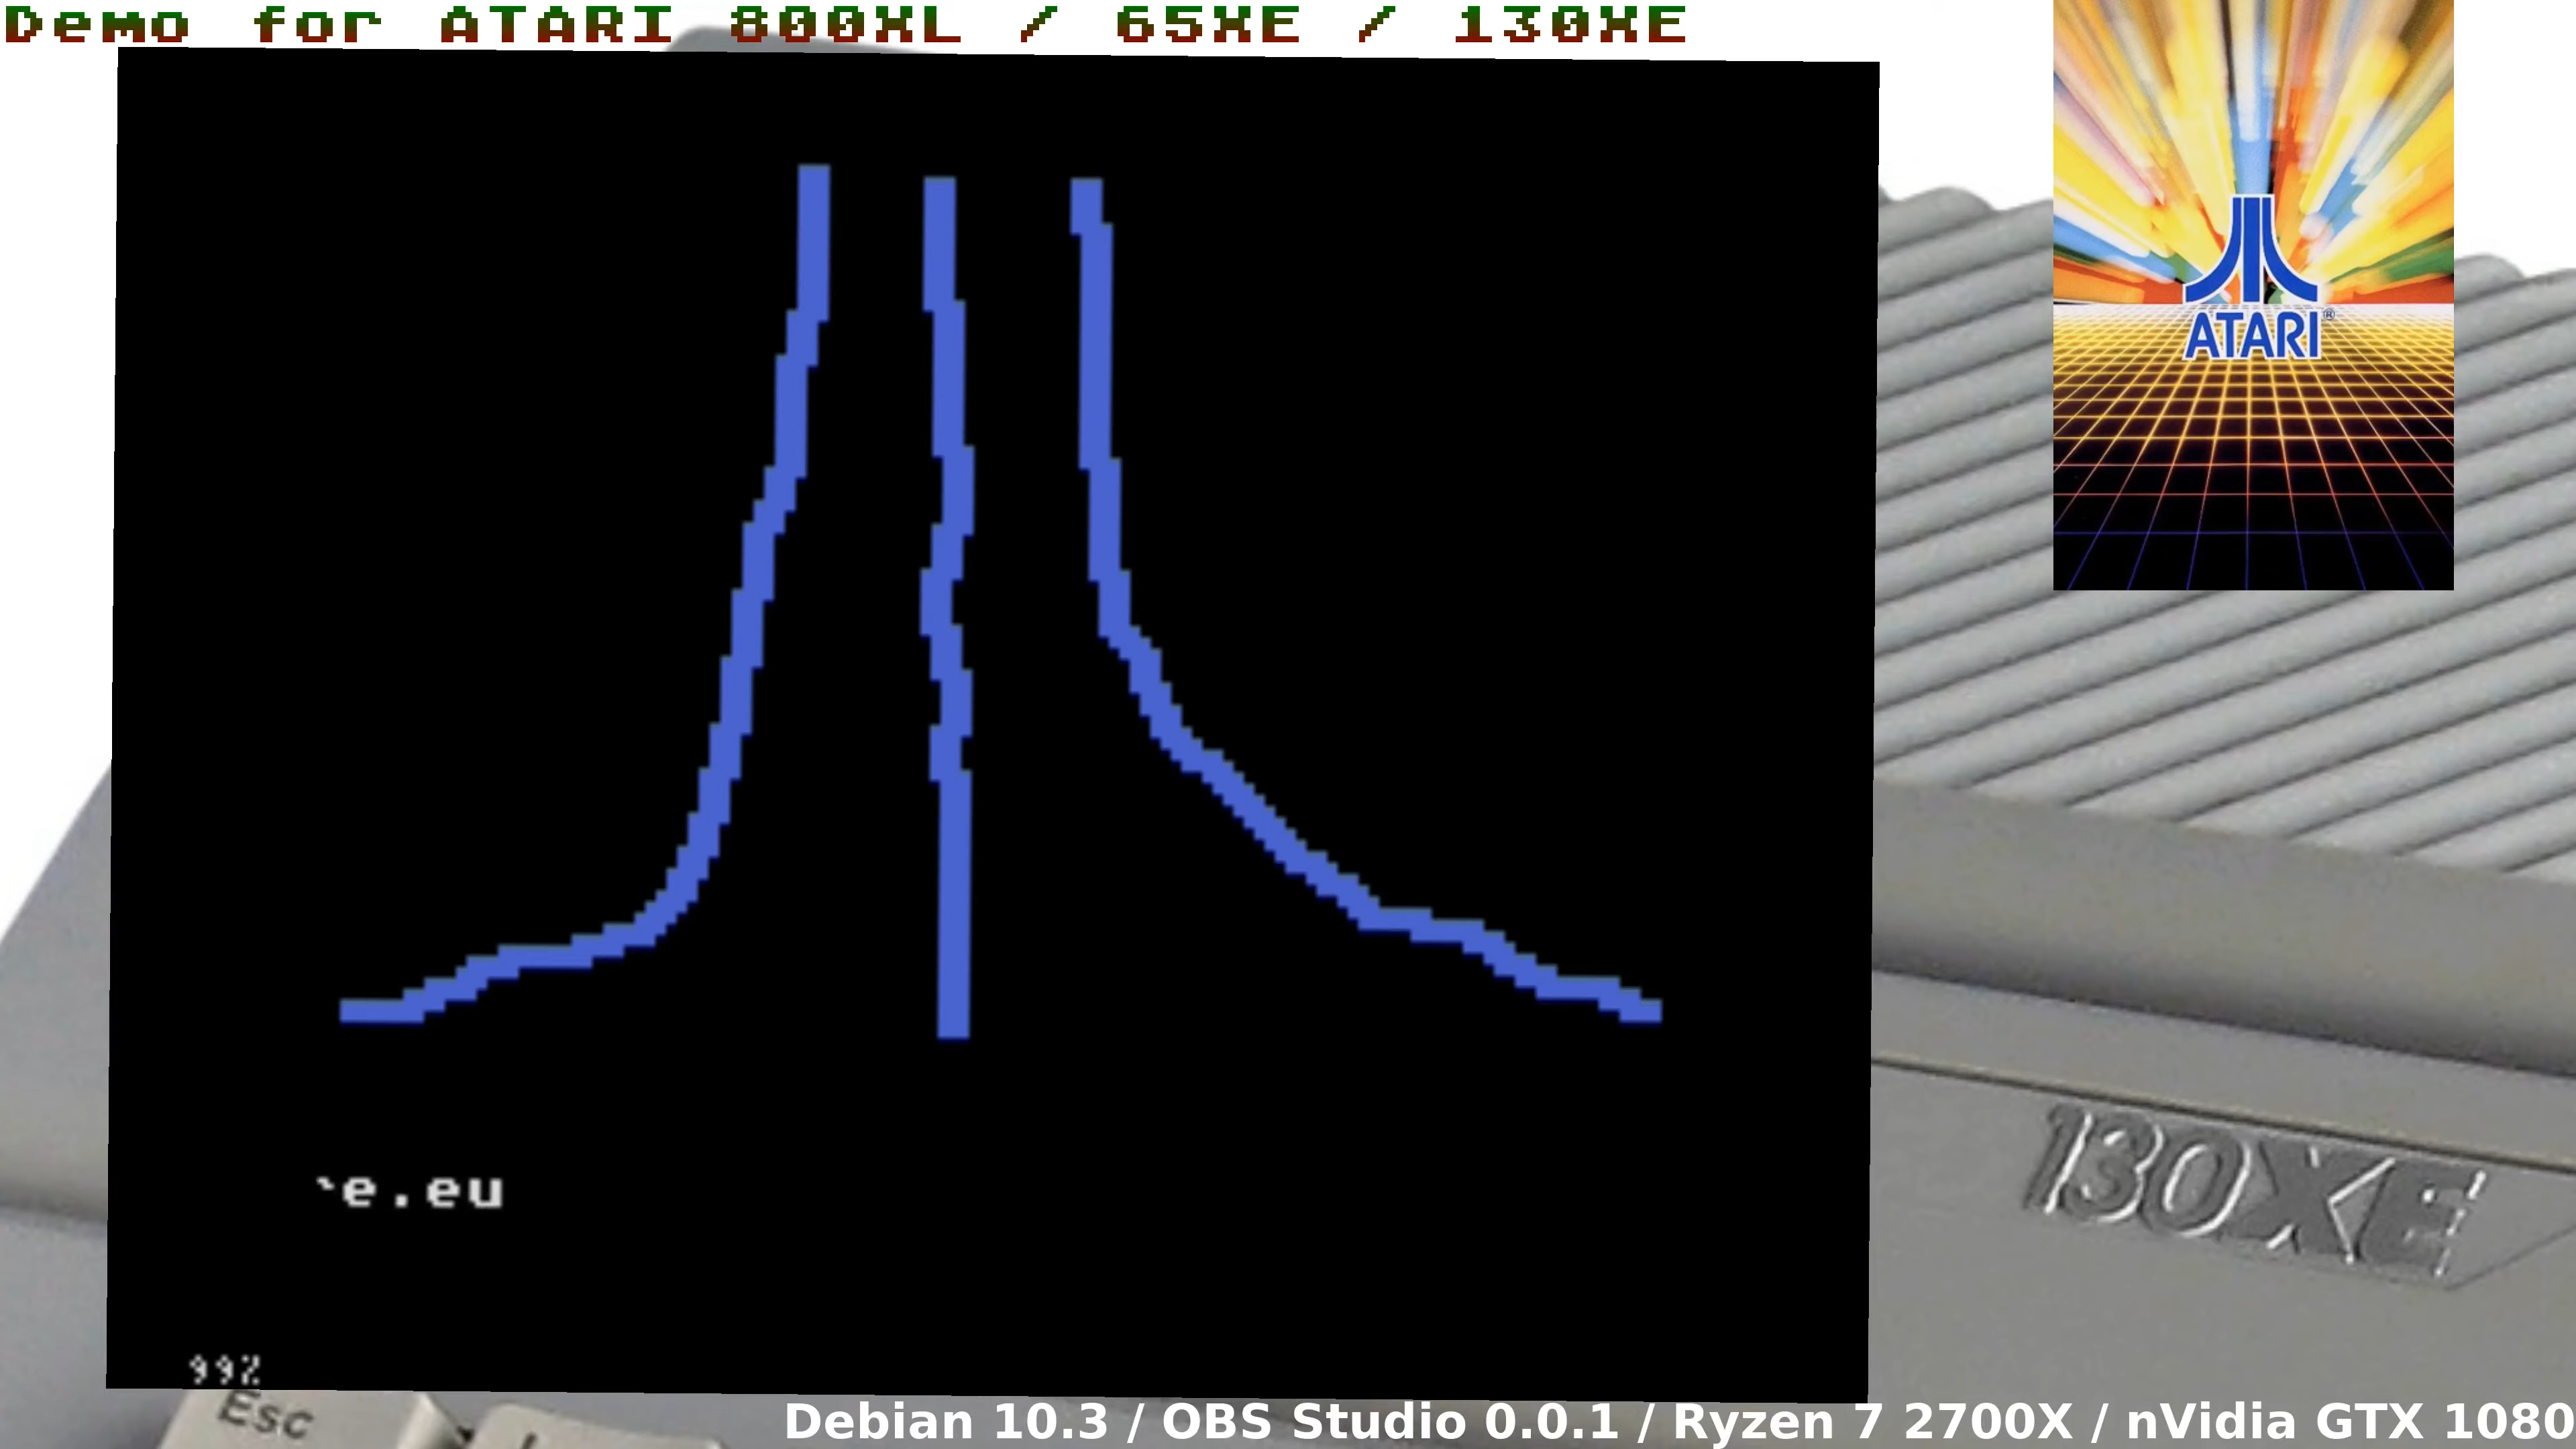 Demo for ATARI 800XL / 65XE / 130XE
ATARI®
e.eu
130XE
99%
Esc
Debian 10.3 / OBS Studio 0.0.1 / Ryzen 7 2700X / nVidia GTX 1080